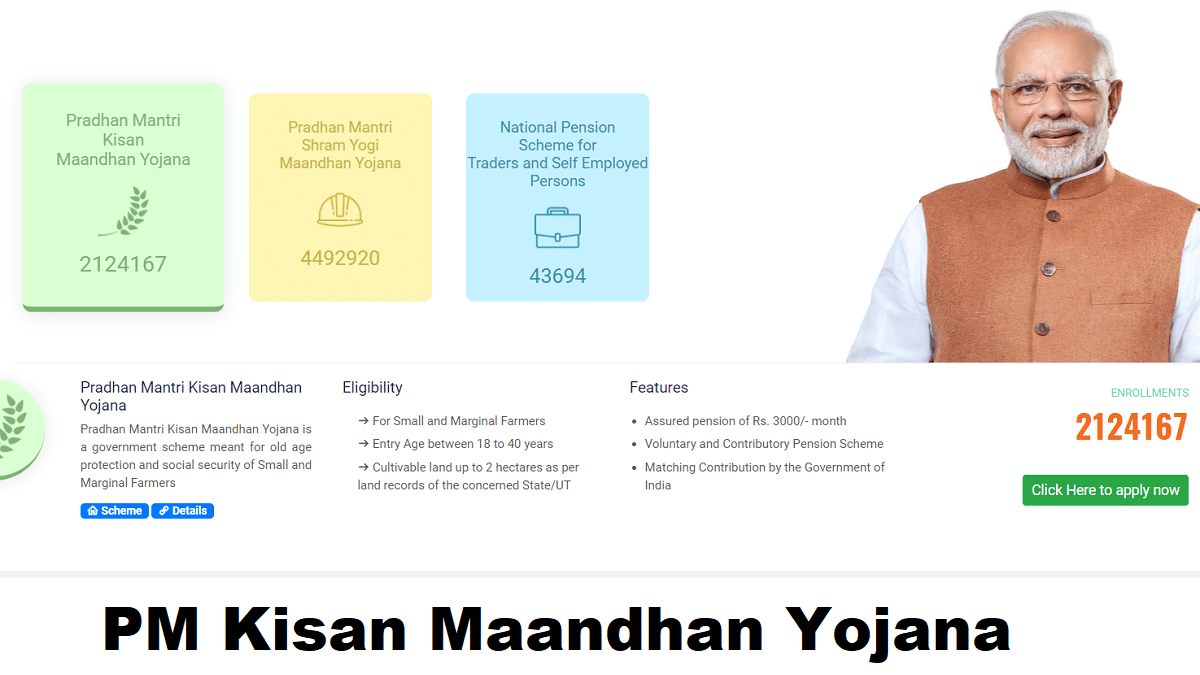 Pradhan Mantri
Kisan
Maandhan Yojana
2124167
Pradhan Mantri
Shram Yogi
Maandhan Yojana
4492920
National Pension
Scheme for
Traders and Self Employed
Persons
43694
Pradhan Mantri Kisan Maandhan
Yojana
Pradhan Mantri Kisan Maandhan Yojana is
a government scheme meant for old age
protection and social security of Small and
Marginal Farmers
Scheme
Details
Eligibility
→ For Small and Marginal Farmers
→ Entry Age between 18 to 40 years
→ Cultivable land up to 2 hectares as per
land records of the concerned State/UT
Features
• Assured pension of Rs. 3000/- month
• Voluntary and Contributory Pension Scheme
• Matching Contribution by the Government of
India
ENROLLMENTS
2124167
Click Here to apply now
PM Kisan Maandhan Yojana